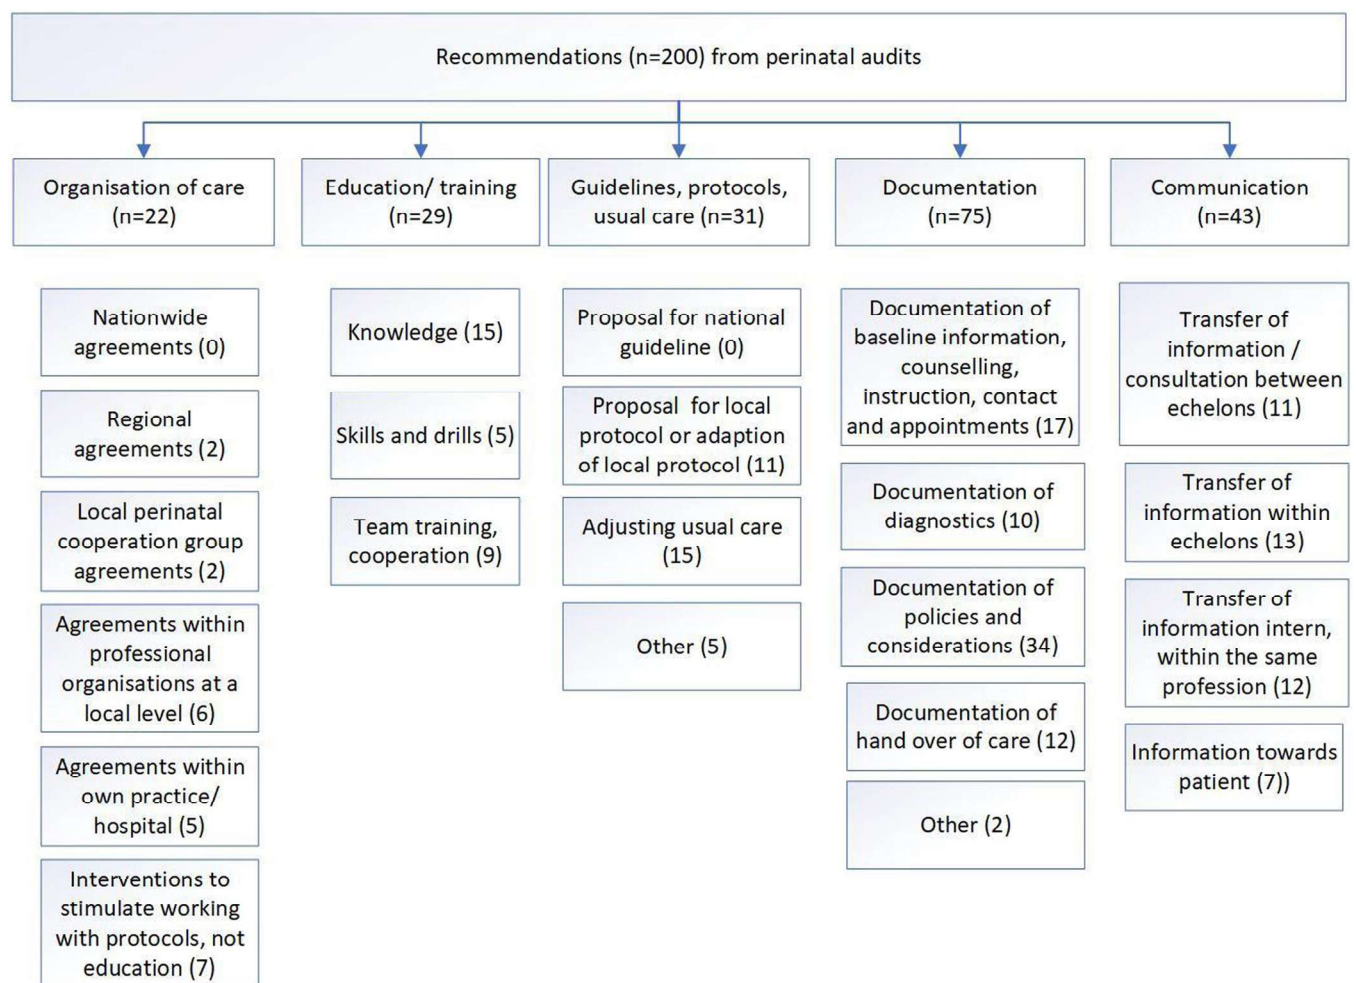 Recommendations (n=200) from perinatal audits
Organisation of care
(n=22)
Education/ training
(n=29)
Guidelines, protocols,
usual care (n=31)
Documentation
(n=75)
Communication
(n=43)
Nationwide
agreements (0)
Regional
agreements (2)
Local perinatal
cooperation group
agreements (2)
Agreements within
professional
organisations at a
local level (6)
Agreements within
own practice/
hospital (5)
Interventions to
stimulate working
with protocols, not
education (7)
Knowledge (15)
Skills and drills (5)
Team training,
cooperation (9)
Proposal for national
guideline (0)
Proposal  for local
protocol or adaption
of local protocol (11)
Adjusting usual care
(15)
Other (5)
Documentation of
baseline information,
counselling,
instruction, contact
and appointments (17)
Documentation of
diagnostics (10)
Documentation of
policies and
considerations (34)
Documentation of
hand over of care (12)
Other (2)
Transfer of
information /
consultation between
echelons (11)
Transfer of
information within
echelons (13)
Transfer of
information intern,
within the same
profession (12)
Information towards
patient (7))